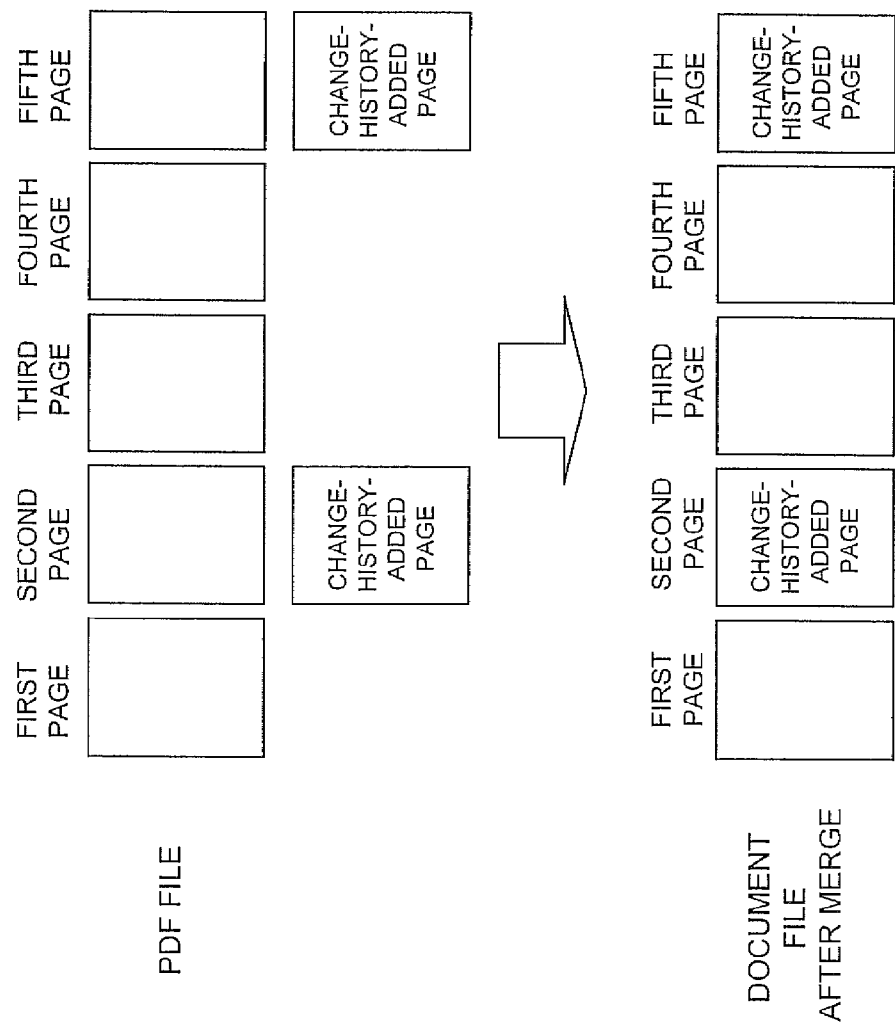 PDF FILE
FIRST
PAGE
SECOND
PAGE
THIRD
PAGE
FOURTH
PAGE
FIFTH
PAGE
CHANGE-
HISTORY-
ADDED
PAGE
CHANGE-
HISTORY-
ADDED
PAGE
DOCUMENT
FILE
AFTER MERGE
FIRST
PAGE
SECOND
PAGE
THIRD
PAGE
FOURTH
PAGE
FIFTH
PAGE
CHANGE-
HISTORY-
ADDED
PAGE
CHANGE-
HISTORY-
ADDED
PAGE